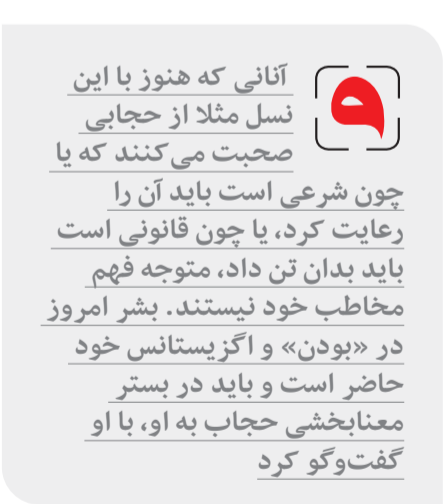 آنانی که هنوز با این
نسل مثلا از حجابی
صحبت می‌کنند که یا
چون شرعی است باید آن را
رعایت کرد، یا چون قانونی است
باید بدان تن داد، متوجه فهم
مخاطب خود نیستند. بشر امروز
در «بودن» و اگزیستانس خود
حاضر است و باید در بستر
معنابخشی حجاب به او، با او
گفت‌وگو کرد